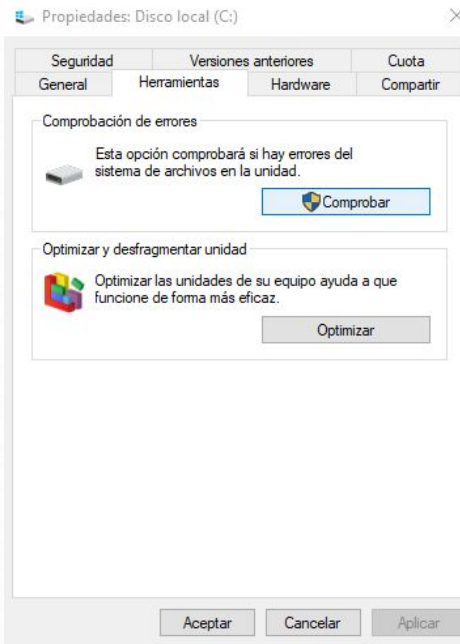 Propiedades: Disco local (C:)
Seguridad Versiones anteriores Cuota
General Herramientas Hardware Compartir
Comprobación de errores
Esta opción comprobará si hay errores del
sistema de archivos en la unidad.
Comprobar
Optimizar y desfragmentar unidad
Optimizar las unidades de su equipo ayuda a que
funcione de forma más eficaz.
Optimizar
Aceptar Cancelar Aplicar